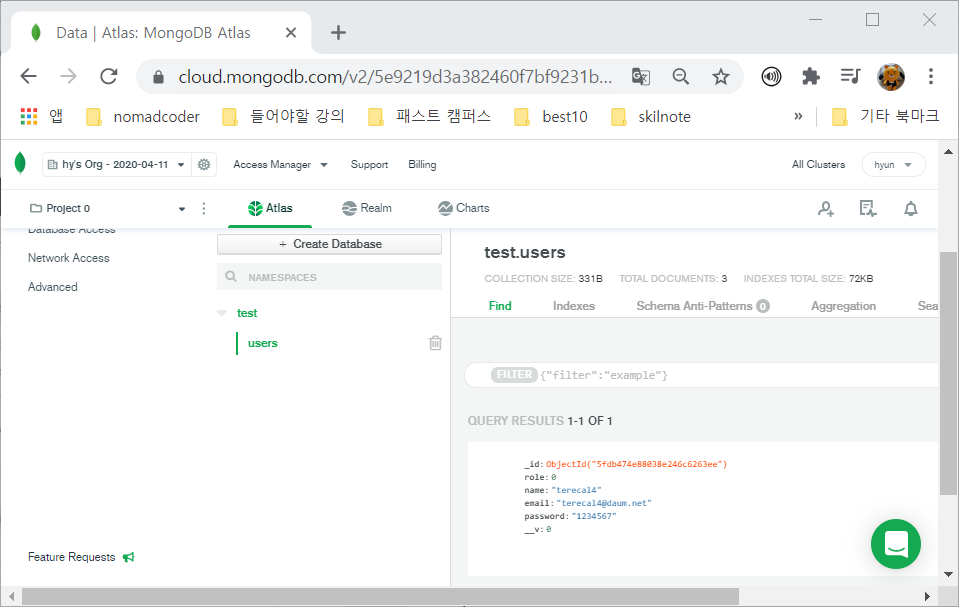 Data | Atlas: MongoDB Atlas
cloud.mongodb.com/v2/5e9219d3a382460f7bf9231b...
앱 nomadcoder 들어야할 강의 패스트 캠퍼스 best10 skilnote » 기타 북마크
hy's Org - 2020-04-11 Access Manager Support Billing All Clusters hyun
Project 0 Atlas Realm Charts
Database Access
Network Access
Advanced
Feature Requests
+ Create Database
NAMESPACES
test
users
test.users
COLLECTION SIZE: 331B TOTAL DOCUMENTS: 3 INDEXES TOTAL SIZE: 72KB
Find Indexes Schema Anti-Patterns 0 Aggregation Sea
FILTER {"filter":"example"}
QUERY RESULTS 1-1 OF 1
_id: ObjectId("5fdb474e88038e246c6263ee")
role: 0
name: "terecal4"
email: "terecal4@daum.net"
password: "1234567"
__v: 0